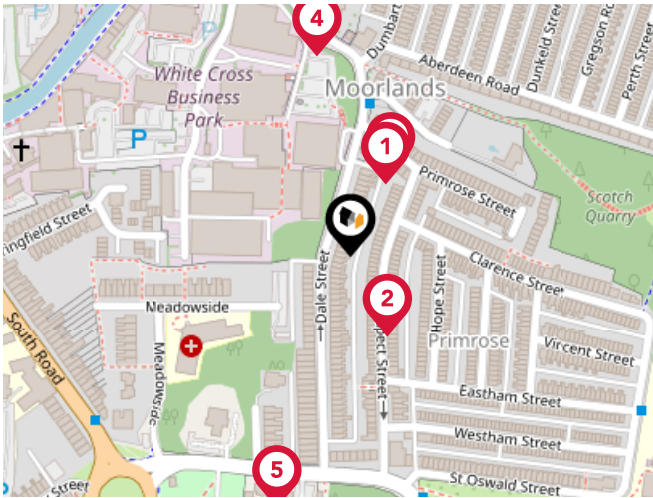 4
Dumbart
Dunkeld Street
Gregson Rc
Perth Street
P
White Cross
Business
Park
Aberdeen Road
Moorlands
P
1
Primrose Street
Scotch
Quarry
ringfield Street
Clarence Street
Dale Street
Hope Street
2
Meadowside
South Road
Meadowside
pect Street
Primrose
Vincent Street
Eastham Street
Westham Street
5
St Oswald Street
Street
P